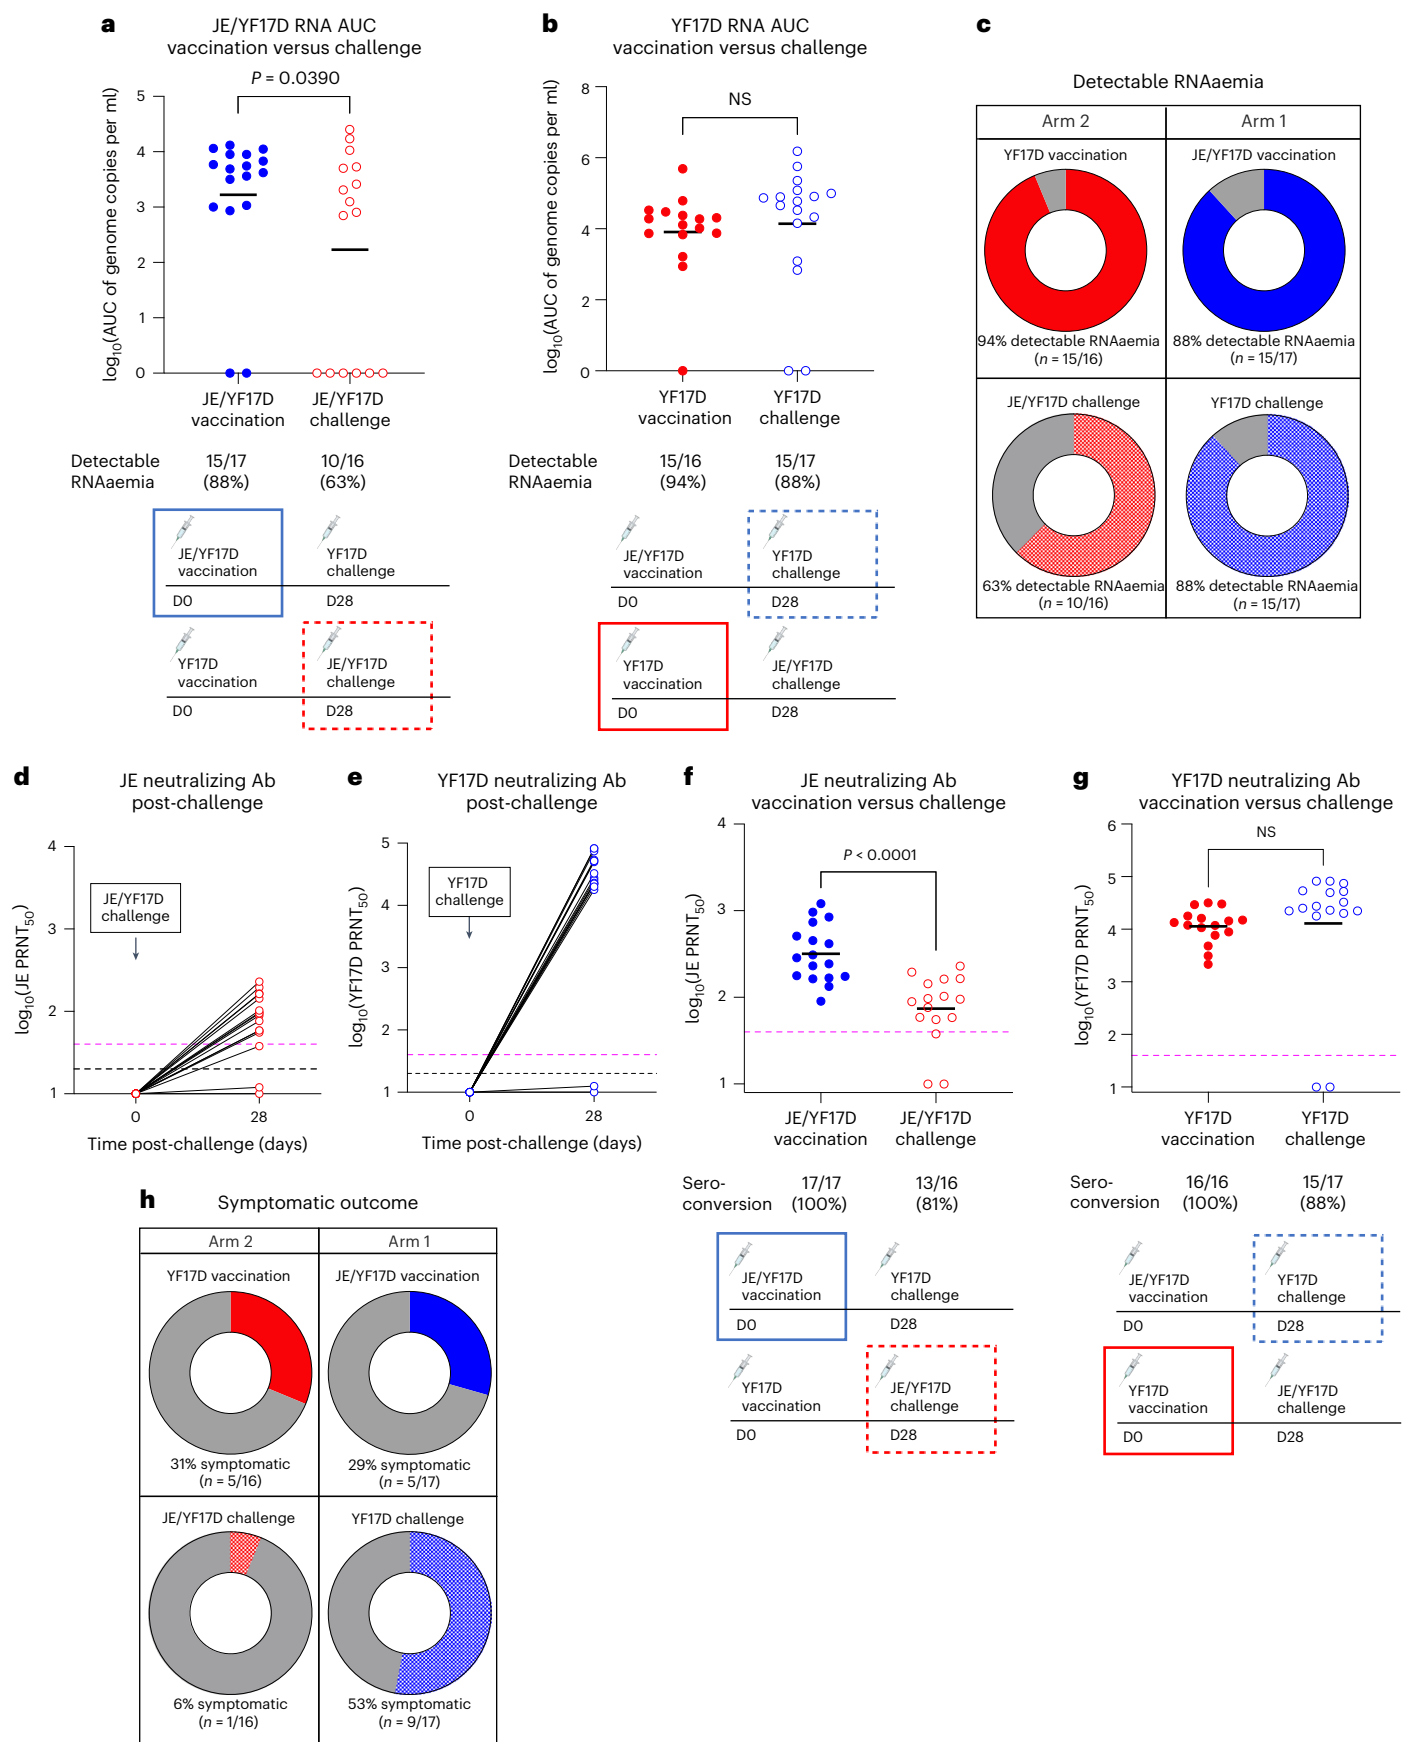 a
JE/YF17D RNA AUC
vaccination versus challenge
P = 0.0390
log10(AUC of genome copies per ml)
5
4
3
2
1
0
JE/YF17D
vaccination
JE/YF17D
challenge
Detectable
RNAaemia
15/17
(88%)
10/16
(63%)
JE/YF17D
vaccination
YF17D
challenge
D0
D28
YF17D
vaccination
JE/YF17D
challenge
D0
D28
b
YF17D RNA AUC
vaccination versus challenge
NS
log10(AUC of genome copies per ml)
8
6
4
2
0
YF17D
vaccination
YF17D
challenge
Detectable
RNAaemia
15/16
(94%)
15/17
(88%)
JE/YF17D
vaccination
YF17D
challenge
D0
D28
YF17D
vaccination
JE/YF17D
challenge
D0
D28
c
Detectable RNAaemia
Arm 2
Arm 1
YF17D vaccination
JE/YF17D vaccination
94% detectable RNAaemia
(n = 15/16)
88% detectable RNAaemia
(n = 15/17)
JE/YF17D challenge
YF17D challenge
63% detectable RNAaemia
(n = 10/16)
88% detectable RNAaemia
(n = 15/17)
d
JE neutralizing Ab
post-challenge
log10(JE PRNT50)
4
3
2
1
JE/YF17D
challenge
0
28
Time post-challenge (days)
e
YF17D neutralizing Ab
post-challenge
log10(YF17D PRNT50)
5
4
3
2
1
YF17D
challenge
0
28
Time post-challenge (days)
f
JE neutralizing Ab
vaccination versus challenge
P < 0.0001
log10(JE PRNT50)
4
3
2
1
JE/YF17D
vaccination
JE/YF17D
challenge
Sero-
conversion
17/17
(100%)
13/16
(81%)
JE/YF17D
vaccination
YF17D
challenge
D0
D28
YF17D
vaccination
JE/YF17D
challenge
D0
D28
g
YF17D neutralizing Ab
vaccination versus challenge
NS
log10(YF17D PRNT50)
6
5
4
3
2
1
YF17D
vaccination
YF17D
challenge
Sero-
conversion
16/16
(100%)
15/17
(88%)
JE/YF17D
vaccination
YF17D
challenge
D0
D28
YF17D
vaccination
JE/YF17D
challenge
D0
D28
h
Symptomatic outcome
Arm 2
Arm 1
YF17D vaccination
JE/YF17D vaccination
31% symptomatic
(n = 5/16)
29% symptomatic
(n = 5/17)
JE/YF17D challenge
YF17D challenge
6% symptomatic
(n = 1/16)
53% symptomatic
(n = 9/17)